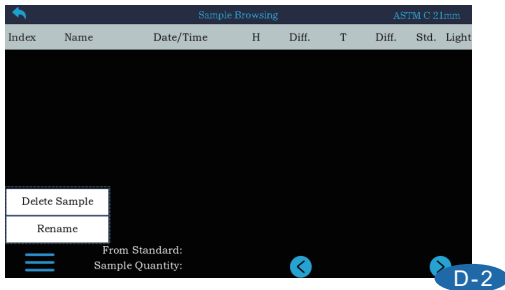 Sample Browsing ASTM C 21mm
Index Name Date/Time H Diff. T Diff. Std. Light
Delete Sample
Rename
From Standard:
Sample Quantity:
D-2